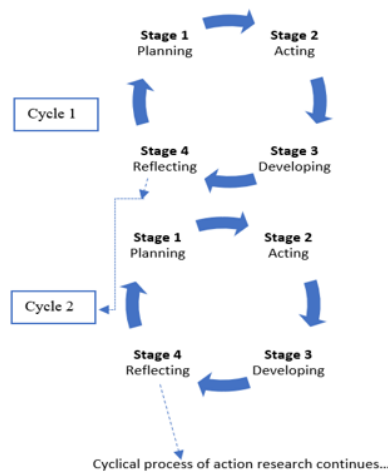 Stage 1
Planning
Stage 2
Acting
Cycle 1
Stage 4
Reflecting
Stage 3
Developing
Stage 1
Planning
Stage 2
Acting
Cycle 2
Stage 4
Reflecting
Stage 3
Developing
Cyclical process of action research continues...